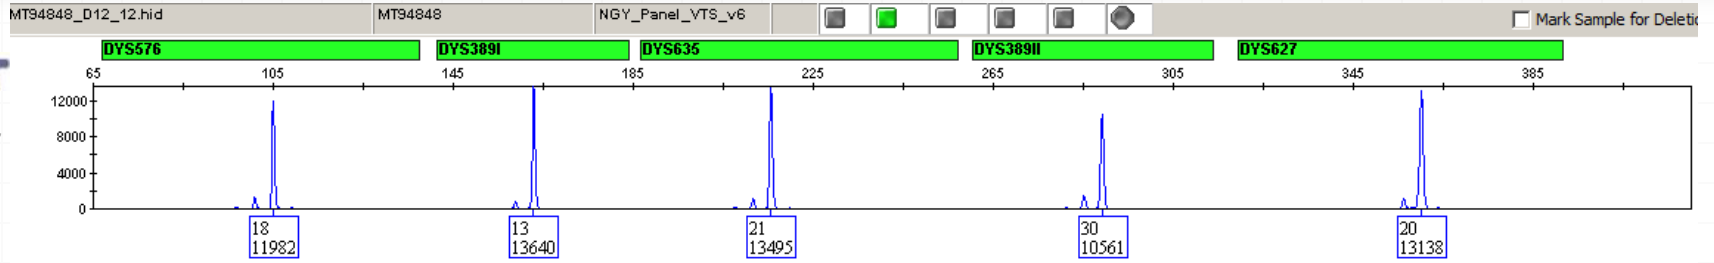 MT94848_D12_12.hid MT94848 NGY_Panel_VTS_v6 Mark Sample for Deletic
DYS576 DYS389I DYS635 DYS389II DYS627
65 105 145 185 225 265 305 345 385
12000
8000
4000
0
18 13 21 30 20
11982 13640 13495 10561 13138